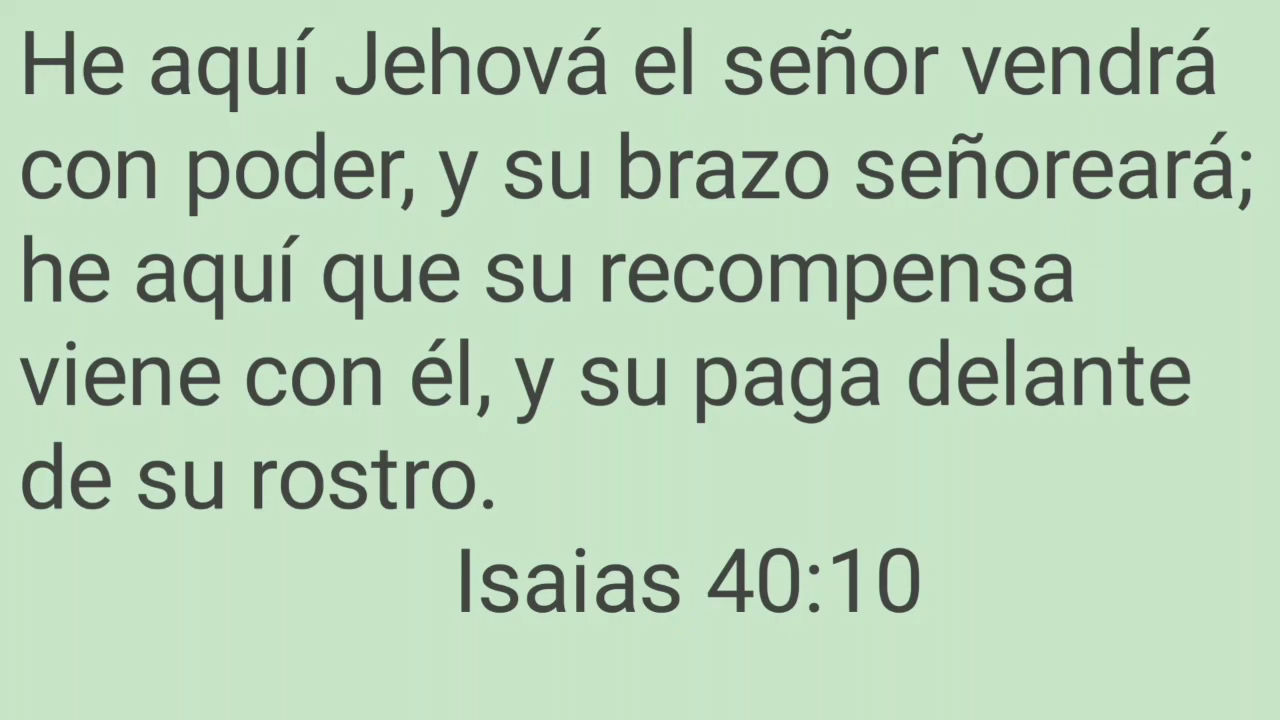 He aquí Jehová el señor vendrá
con poder, y su brazo señoreará;
he aquí que su recompensa
viene con él, y su paga delante
de su rostro.
Isaias 40:10